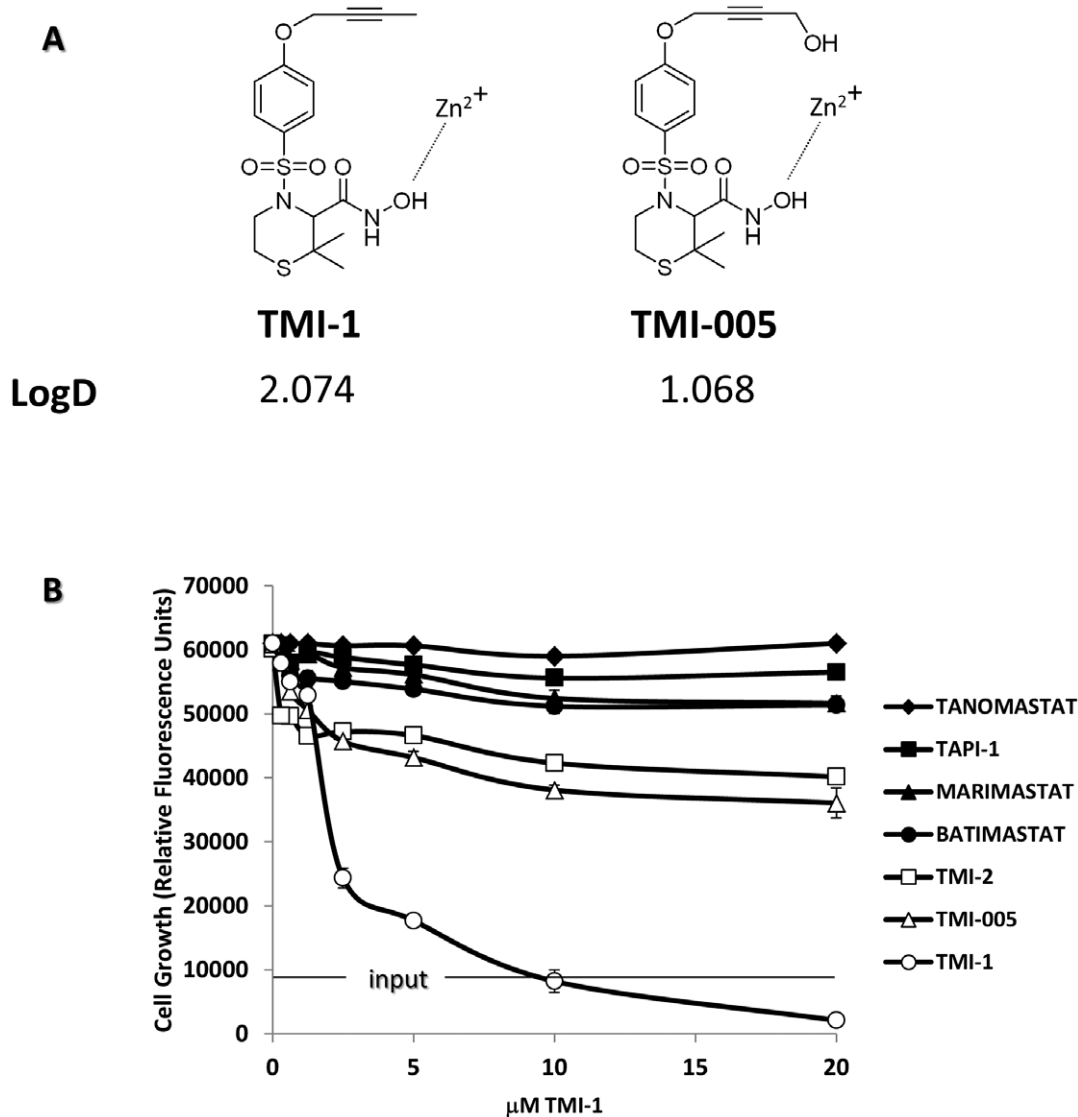 A
O
O
OH
Zn2+
Zn2+
O=S=O
O
O=S=O
O
N
OH
N
OH
N
H
N
H
S
S
TMI-1
TMI-005
LogD
2.074
1.068
B
Cell Growth (Relative Fluorescence Units)
70000
60000
50000
40000
30000
20000
10000
0
input
0
5
10
15
20
μM TMI-1
TANOMASTAT
TAPI-1
MARIMASTAT
BATIMASTAT
TMI-2
TMI-005
TMI-1